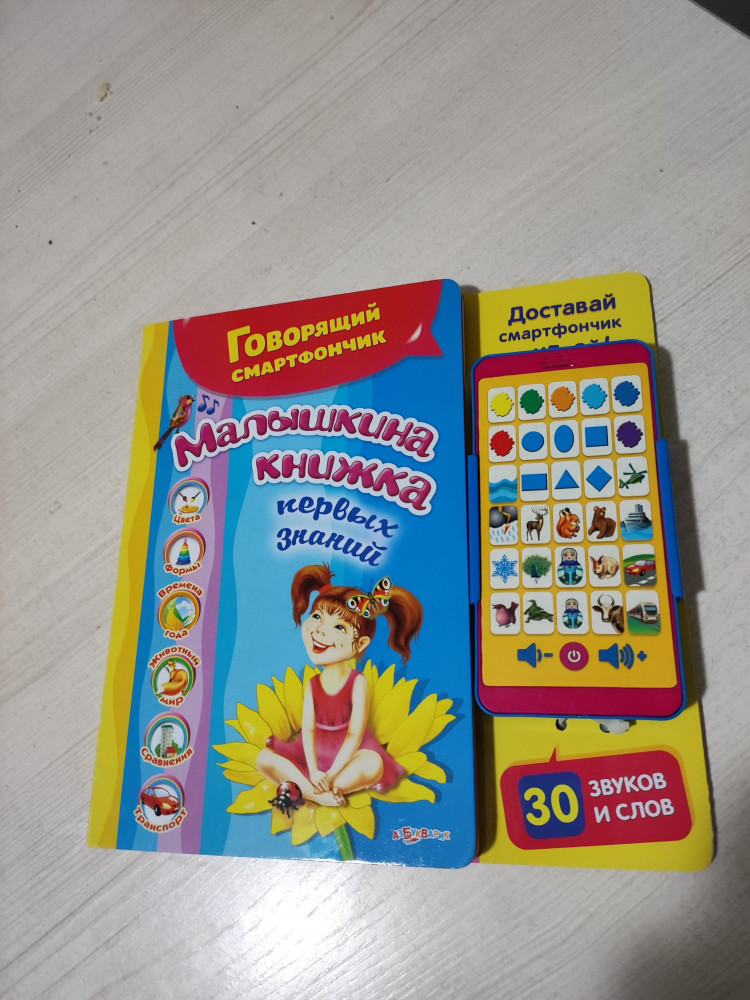 Говорящий
смартфончик
Малышкина
книжка
первых
знаний
Цвета
Формы
Времена
года
Животный
мир
Сравнения
Транспорт
АЗБУКВАРИК
Доставай
смартфончик
30
ЗВУКОВ
И СЛОВ